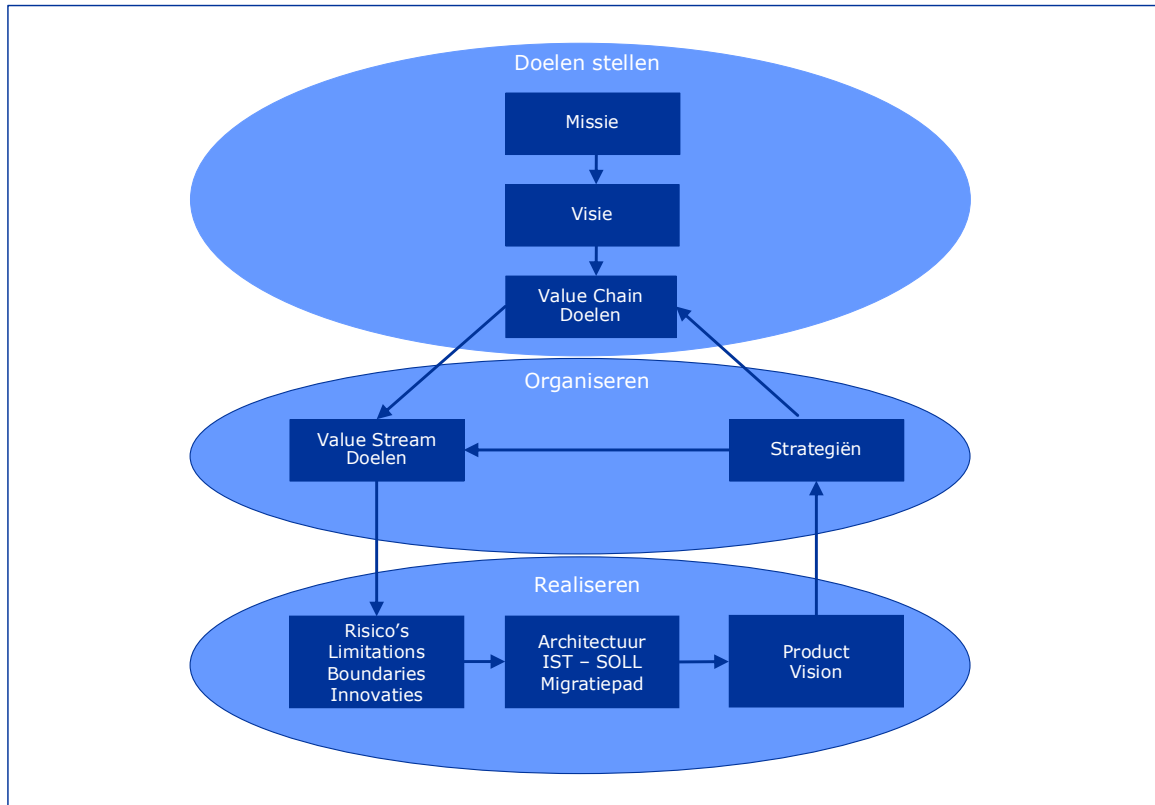 Doelen stellen
Missie
Visie
Value Chain
Doelen
Organiseren
Value Stream
Doelen
Strategiën
Realiseren
Risico’s
Limitations
Boundaries
Innovaties
Architectuur
IST – SOLL
Migratiepad
Product
Vision